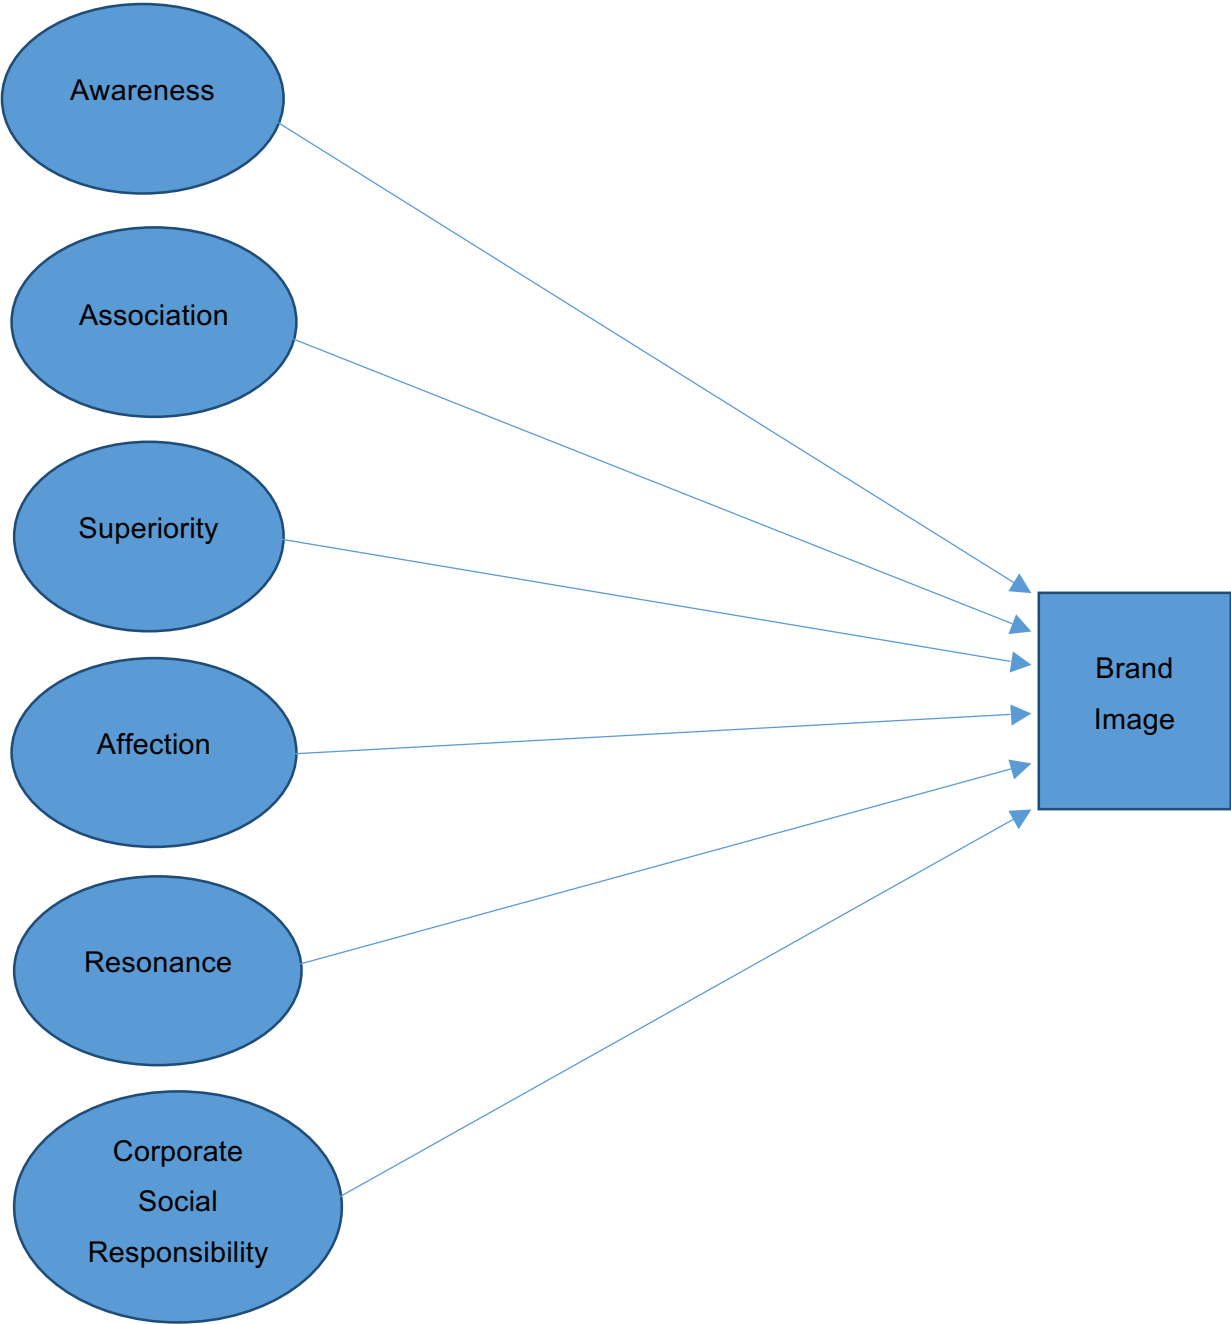 Awareness
Association
Superiority
Brand
Image
Affection
Resonance
Corporate
Social
Responsibility